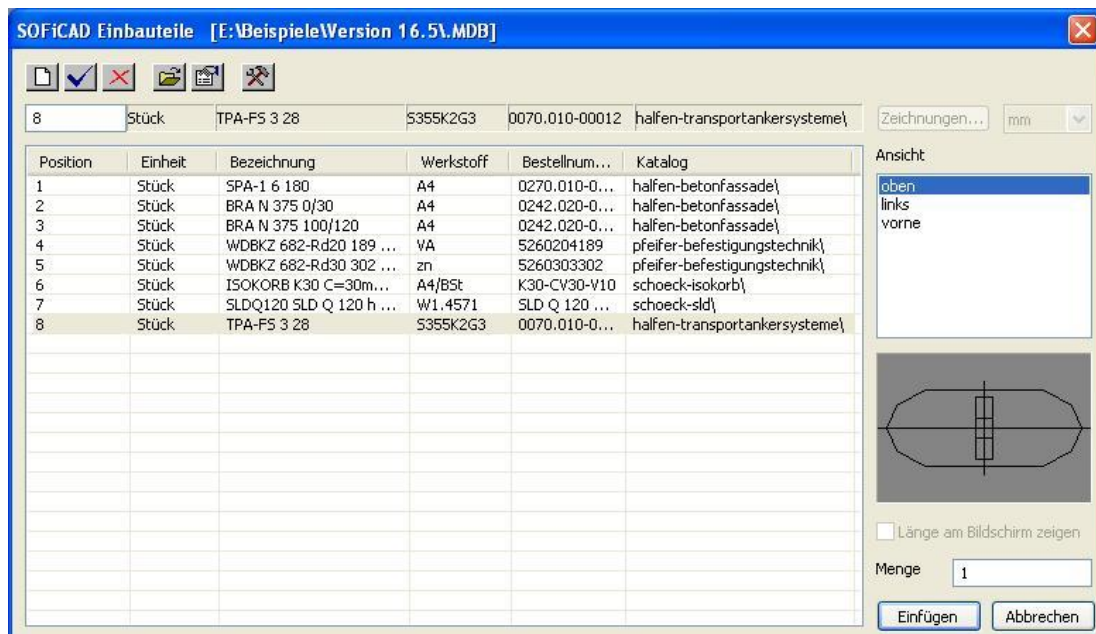 SOFiCAD Einbauteile [E:\Beispiele\Version 16.5\.MDB]
8 Stück TPA-FS 3 28 S355K2G3 0070.010-00012 halfen-transportankersysteme\ Zeichnungen... mm
Position Einheit Bezeichnung Werkstoff Bestellnum... Katalog
1 Stück SPA-1 6 180 A4 0270.010-0... halfen-betonfassade\
2 Stück BRA N 375 0/30 A4 0242.020-0... halfen-betonfassade\
3 Stück BRA N 375 100/120 A4 0242.020-0... halfen-betonfassade\
4 Stück WDBKZ 682-Rd20 189 ... VA 5260204189 pfeifer-befestigungstechnik\
5 Stück WDBKZ 682-Rd30 302 ... zn 5260303302 pfeifer-befestigungstechnik\
6 Stück ISOKORB K30 C=30m... A4/BSt K30-CV30-V10 schoeck-isokorb\
7 Stück SLDQ120 SLD Q 120 h ... W1.4571 SLD Q 120 ... schoeck-sld\
8 Stück TPA-FS 3 28 S355K2G3 0070.010-0... halfen-transportankersysteme\
Ansicht
oben
links
vorne
Länge am Bildschirm zeigen
Menge 1
Einfügen Abbrechen